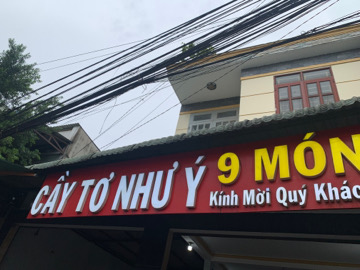 CẦY TƠ NHƯ Ý 9 MÓN
Kính Mời Quý Khác